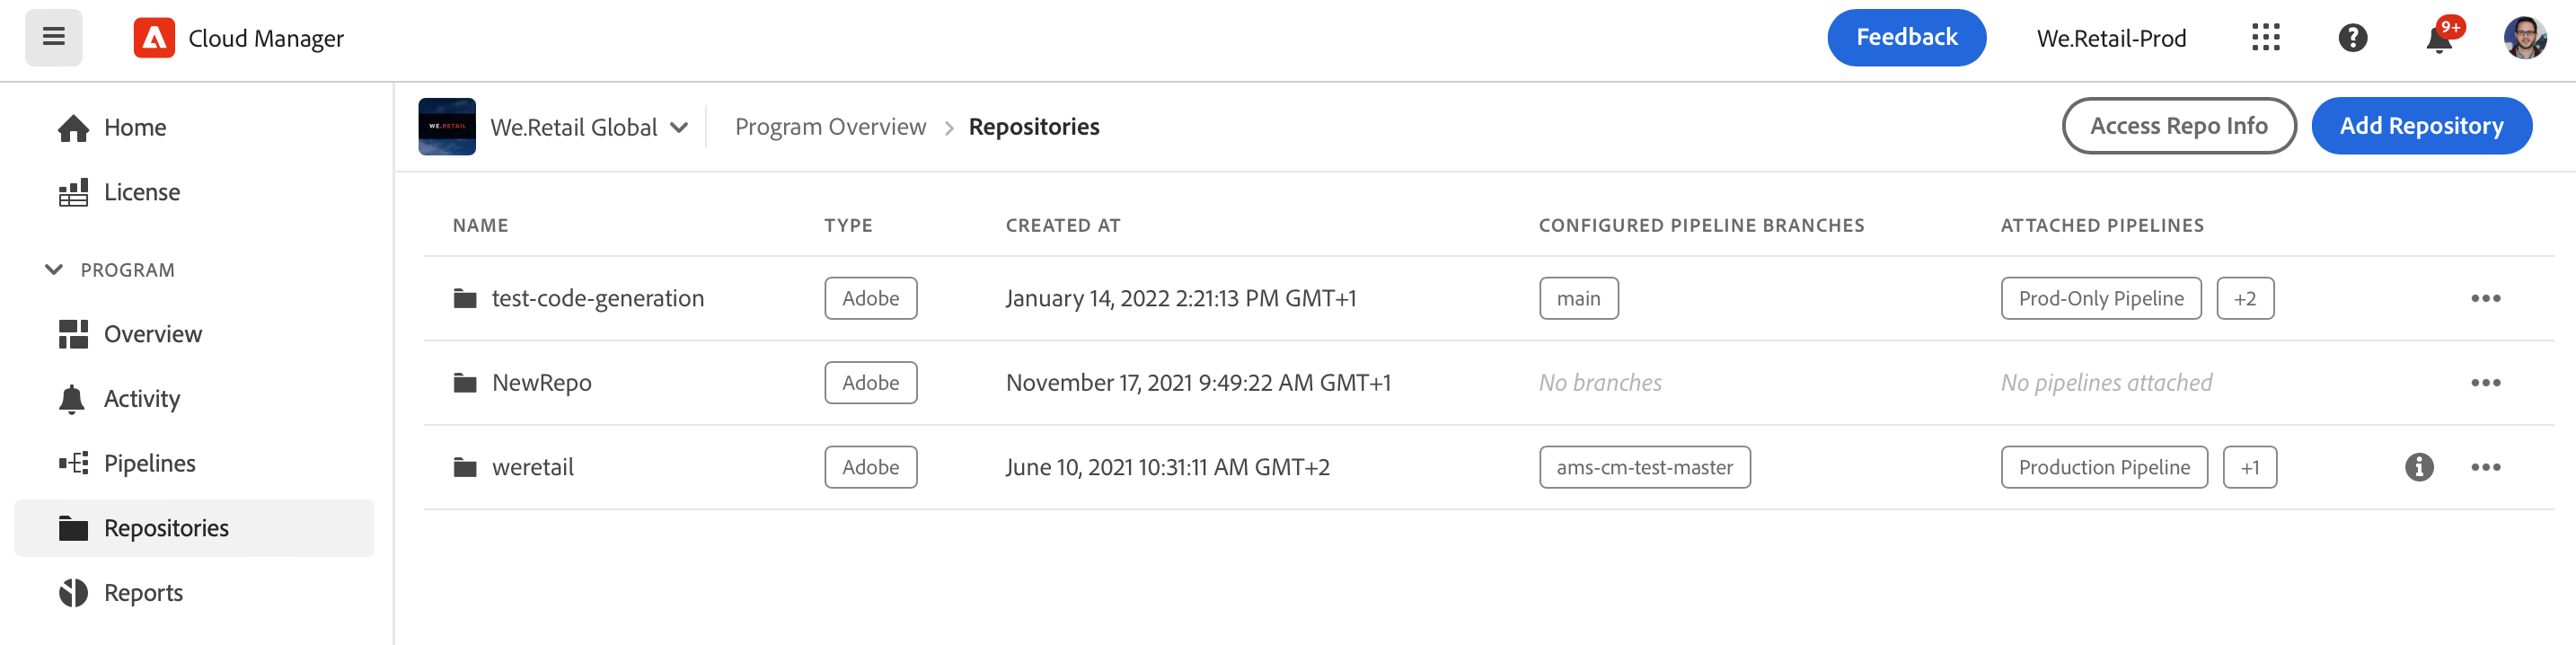 Cloud Manager
Feedback
We.Retail-Prod
9+
Home
License
PROGRAM
Overview
Activity
Pipelines
Repositories
Reports
WE.RETAIL
We.Retail Global
Program Overview > Repositories
Access Repo Info
Add Repository
NAME TYPE CREATED AT CONFIGURED PIPELINE BRANCHES ATTACHED PIPELINES
test-code-generation Adobe January 14, 2022 2:21:13 PM GMT+1 main Prod-Only Pipeline +2
NewRepo Adobe November 17, 2021 9:49:22 AM GMT+1 No branches No pipelines attached
weretail Adobe June 10, 2021 10:31:11 AM GMT+2 ams-cm-test-master Production Pipeline +1